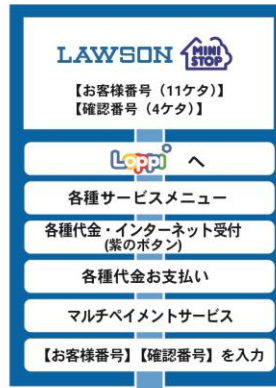 LAWSON MINI STOP
【お客様番号（11ケタ）】
【確認番号（4ケタ）】
Loppi へ
各種サービスメニュー
各種代金・インターネット受付
(紫のボタン)
各種代金お支払い
マルチペイメントサービス
【お客様番号】【確認番号】を入力